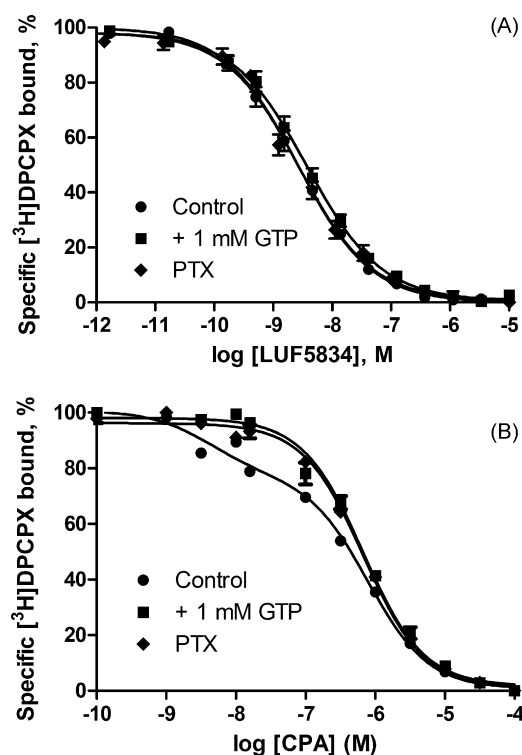 (A)
Specific [³H]DPCPX bound, %
100
80
60
40
20
0
Control
+ 1 mM GTP
PTX
-12 -11 -10 -9 -8 -7 -6 -5
log [LUF5834], M
(B)
Specific [³H]DPCPX bound, %
100
80
60
40
20
0
Control
+ 1 mM GTP
PTX
-10 -9 -8 -7 -6 -5 -4
log [CPA] (M)